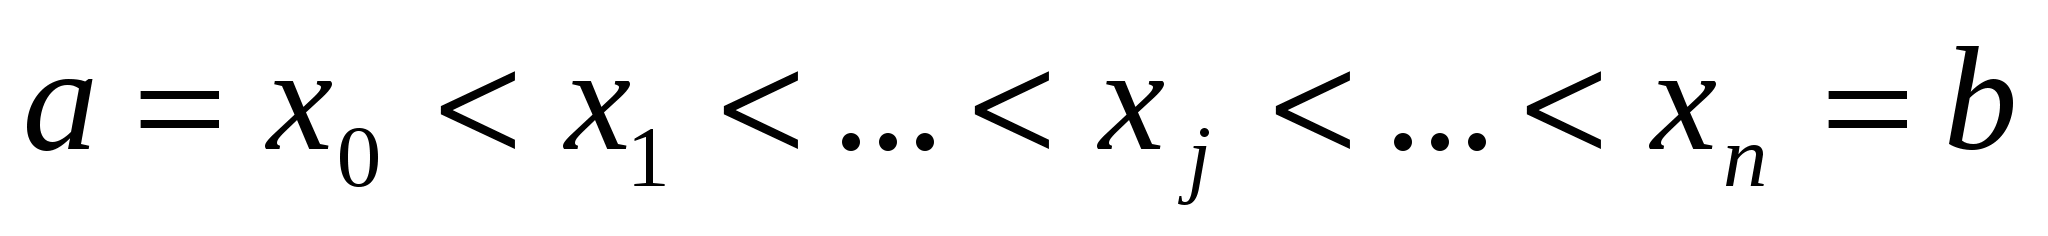 a = x₀ < x₁ < ... < xⱼ < ... < xₙ = b